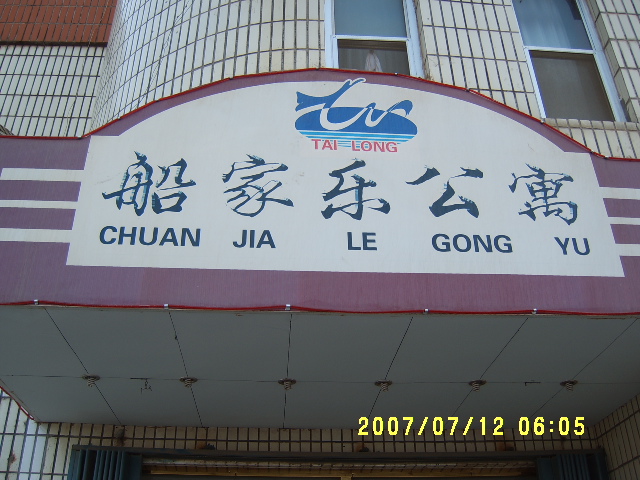 TAI LONG
船家乐公寓
CHUAN JIA LE GONG YU
2007/07/12 06:05